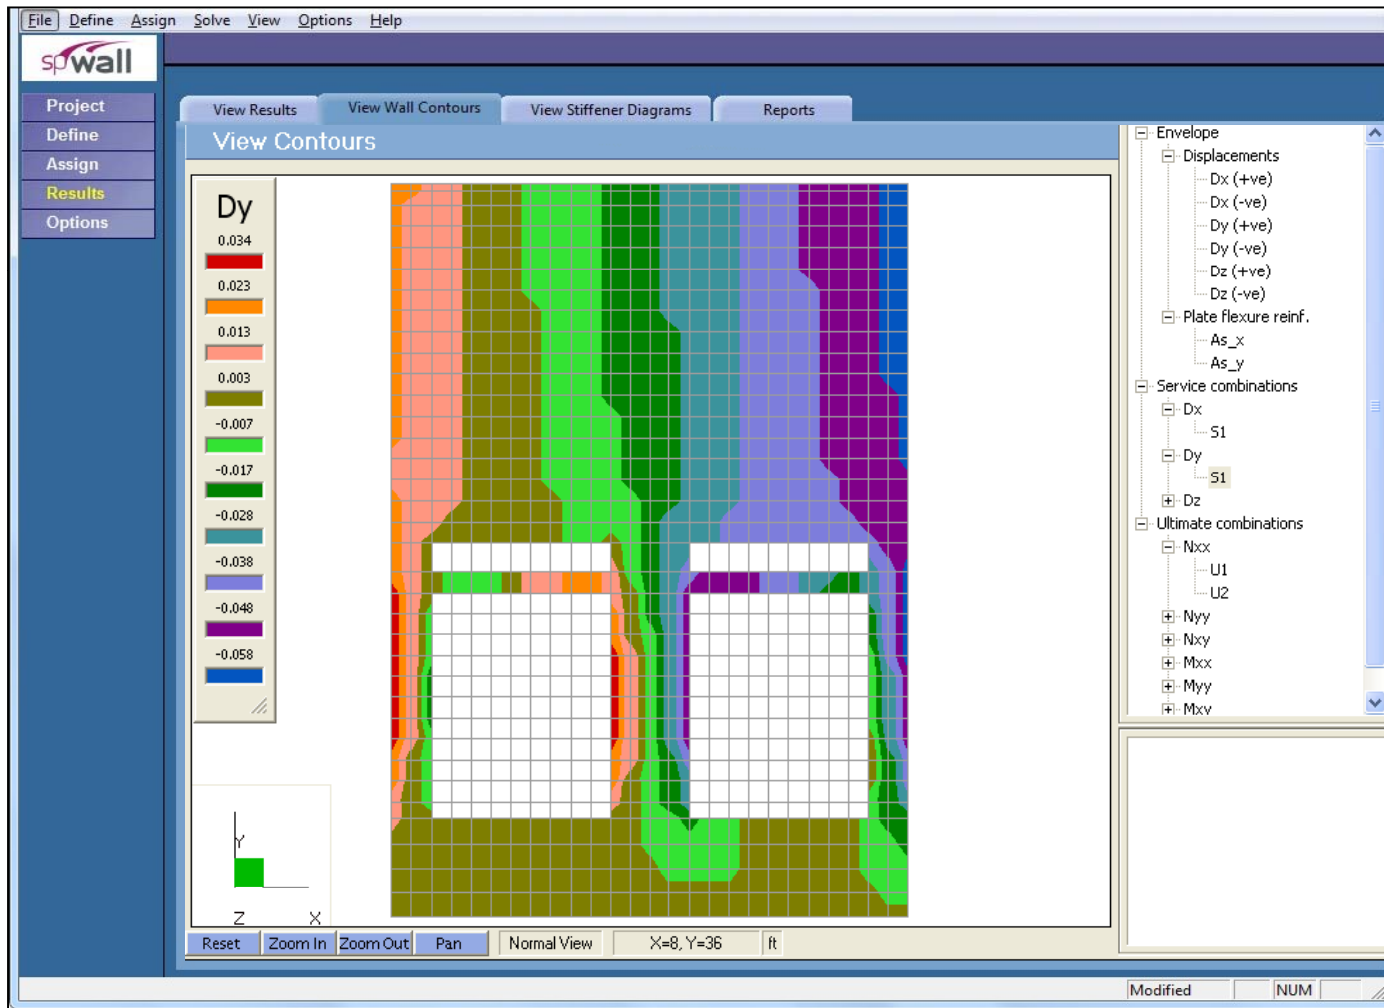 File Define Assign Solve View Options Help
spwall
Project
Define
Assign
Results
Options
View Results View Wall Contours View Stiffener Diagrams Reports
View Contours
Dy
0.034
0.023
0.013
0.003
-0.007
-0.017
-0.028
-0.038
-0.048
-0.058
Y
Z X
Reset Zoom In Zoom Out Pan Normal View X=8, Y=36 ft
Envelope
Displacements
Dx (+ve)
Dx (-ve)
Dy (+ve)
Dy (-ve)
Dz (+ve)
Dz (-ve)
Plate flexure reinf.
As_x
As_y
Service combinations
Dx
S1
Dy
S1
Dz
Ultimate combinations
Nxx
U1
U2
Nyy
Nxy
Mxx
Myy
Mxy
Modified NUM